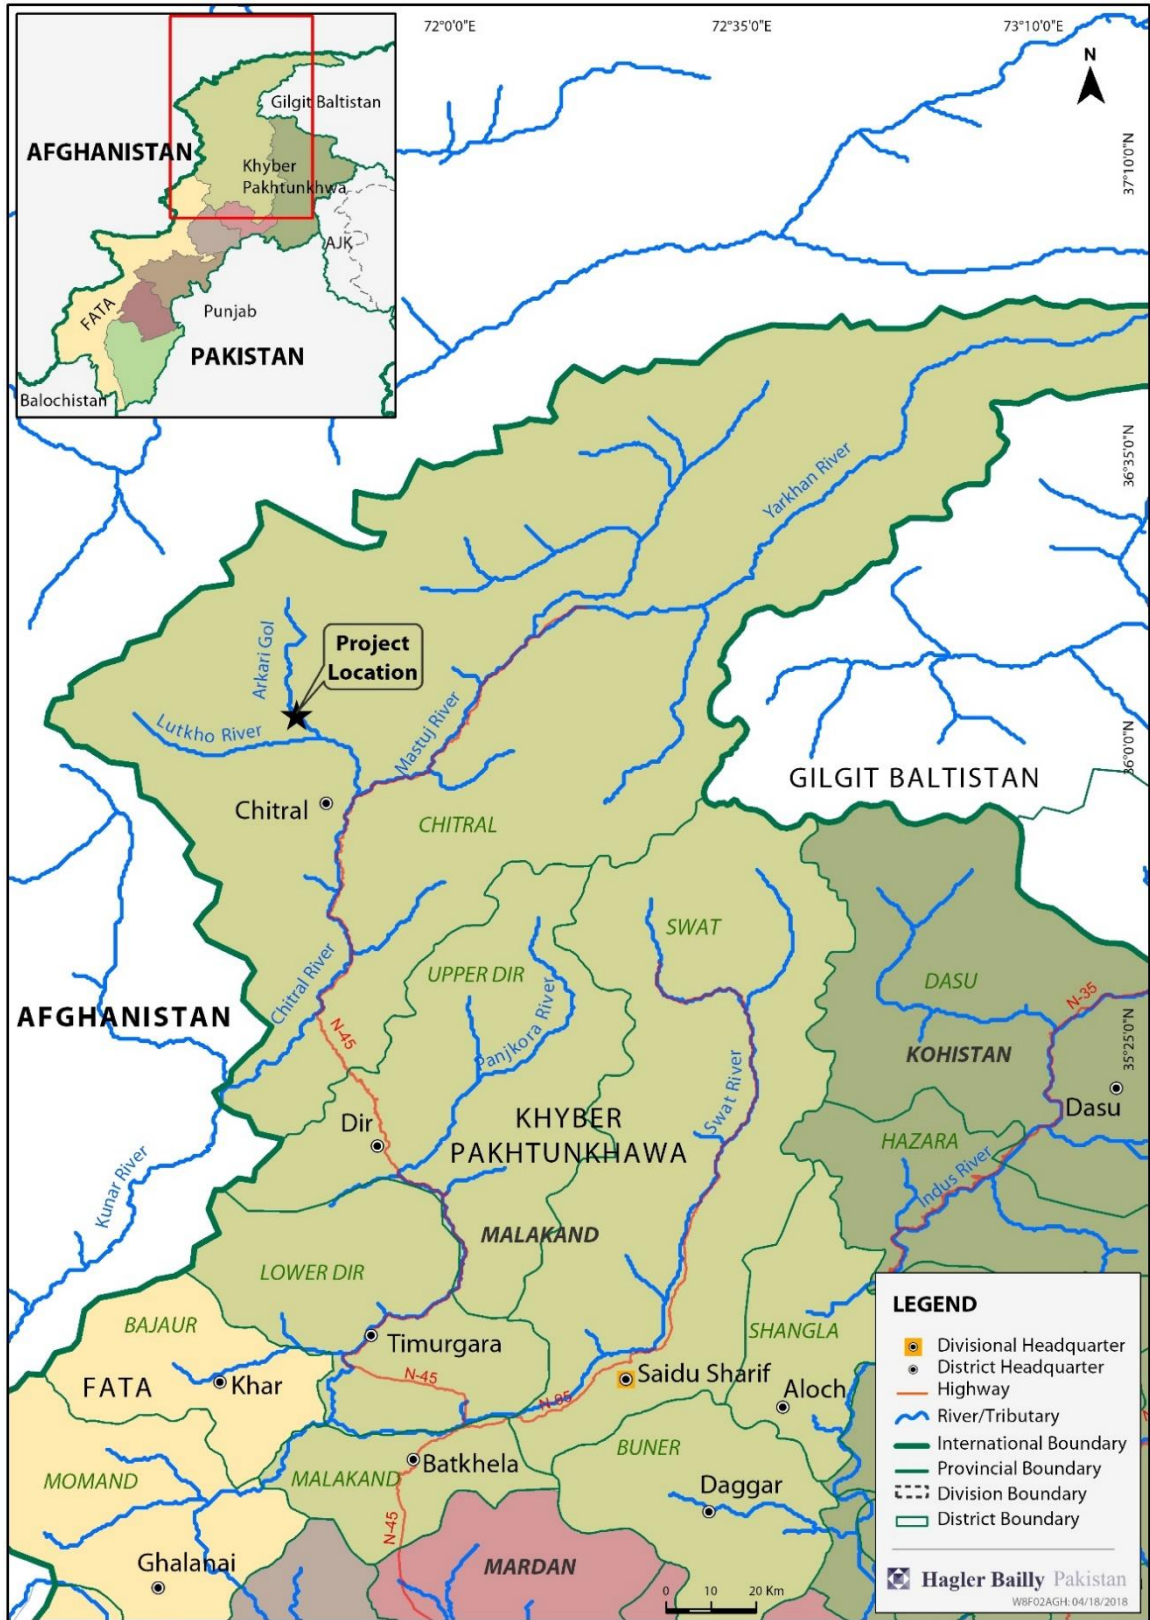 72°0'0"E
72°35'0"E
73°10'0"E
N
37°10'0"N
36°35'0"N
36°0'0"N
35°25'0"N
Gilgit Baltistan
AFGHANISTAN
Khyber
Pakhtunkhwa
AJK
FATA
Punjab
PAKISTAN
Balochistan
Yarkhan River
Arkari Gol
Project
Location
Lutkho River
Mastuj River
GILGIT BALTISTAN
Chitral
CHITRAL
SWAT
UPPER DIR
DASU
Chitral River
AFGHANISTAN
N-45
Panjkora River
N-35
KOHISTAN
Swat River
Dasu
KHYBER
PAKHTUNKHAWA
Dir
HAZARA
Indus River
Kunar River
MALAKAND
LOWER DIR
BAJAUR
SHANGLA
Timurgara
FATA
Khar
N-45
Saidu Sharif
N-95
Aloch
BUNER
MOMAND
MALAKAND
Batkhela
Daggar
N-45
Ghalanai
MARDAN
0 10 20 Km
LEGEND
Divisional Headquarter
District Headquarter
Highway
River/Tributary
International Boundary
Provincial Boundary
Division Boundary
District Boundary
Hagler Bailly Pakistan
W8F02AGH: 04/18/2018